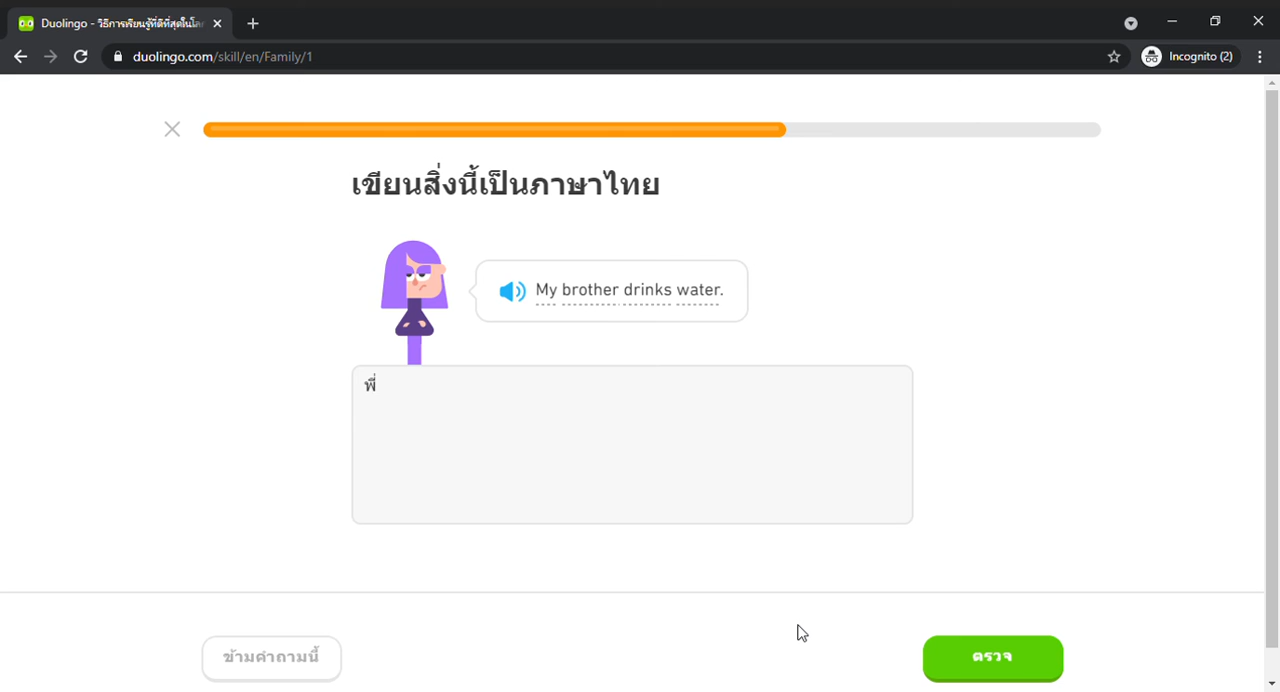 Duolingo - วิธีการเรียนรู้ที่ดีที่สุดในโล
duolingo.com/skill/en/Family/1
Incognito (2)
เขียนสิ่งนี้เป็นภาษาไทย
My brother drinks water.
พี่
ข้ามคำถามนี้
ตรวจ